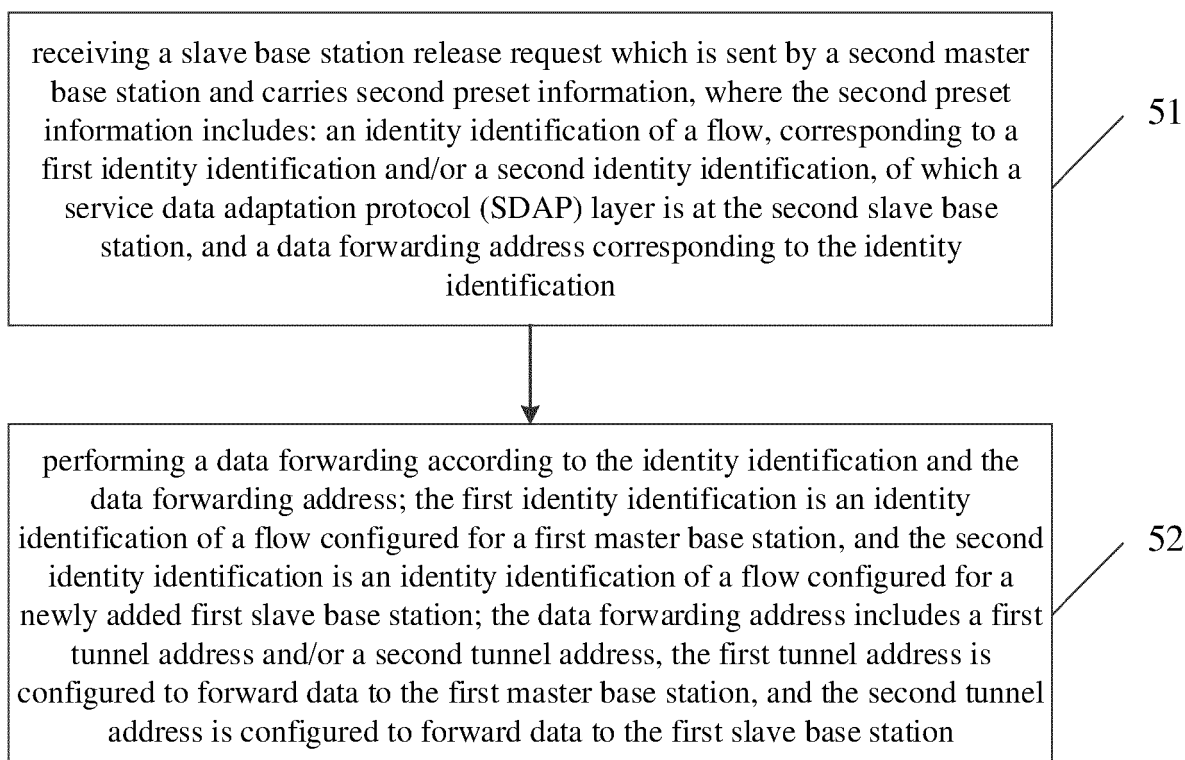 receiving a slave base station release request which is sent by a second master
base station and carries second preset information, where the second preset
information includes: an identity identification of a flow, corresponding to a
first identity identification and/or a second identity identification, of which a
service data adaptation protocol (SDAP) layer is at the second slave base
station, and a data forwarding address corresponding to the identity
identification
51
performing a data forwarding according to the identity identification and the
data forwarding address; the first identity identification is an identity
identification of a flow configured for a first master base station, and the second
identity identification is an identity identification of a flow configured for a
newly added first slave base station; the data forwarding address includes a first
tunnel address and/or a second tunnel address, the first tunnel address is
configured to forward data to the first master base station, and the second tunnel
address is configured to forward data to the first slave base station
52